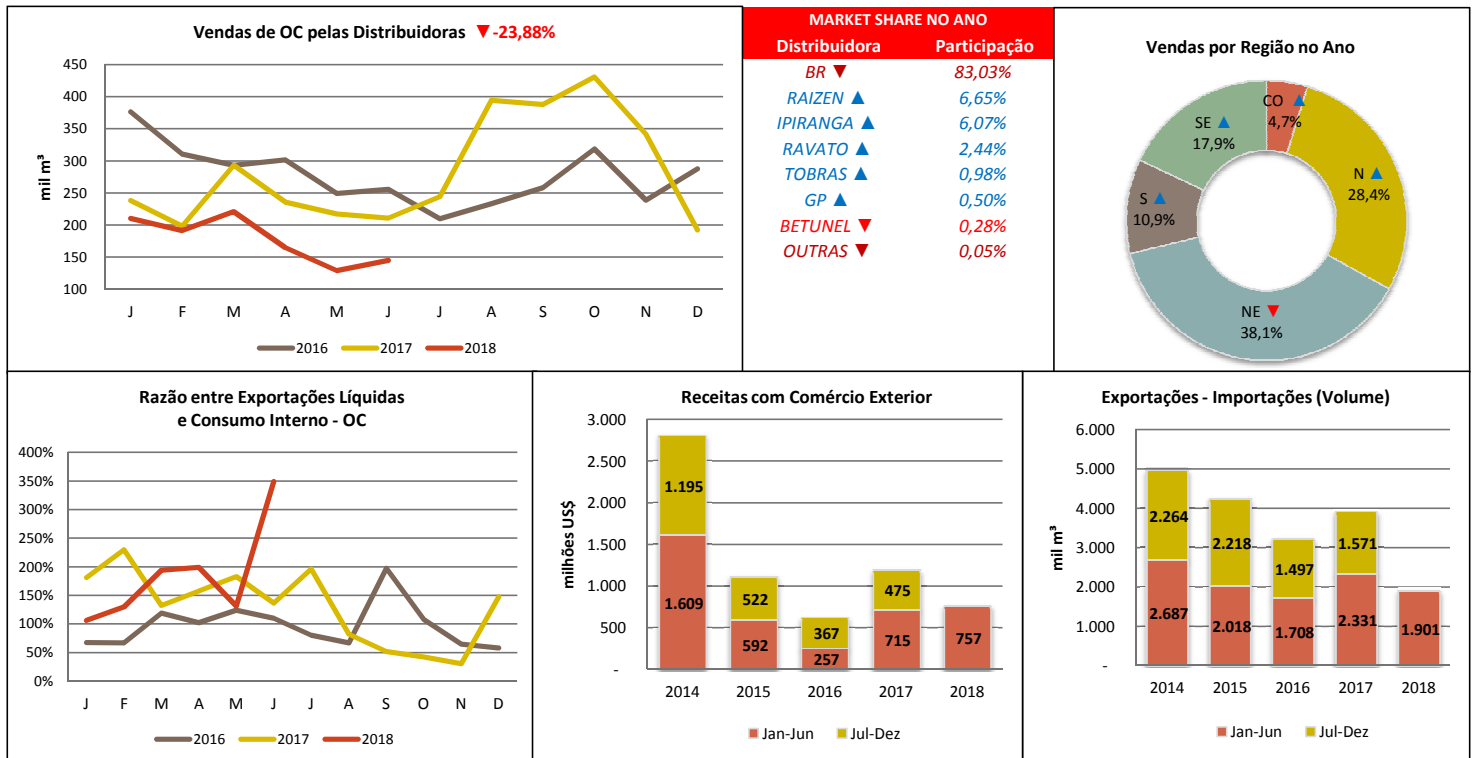 Vendas de OC pelas Distribuidoras ▼-23,88%
mil m³
450
400
350
300
250
200
150
100
J F M A M J J A S O N D
2016 2017 2018
MARKET SHARE NO ANO
Distribuidora Participação
BR ▼ 83,03%
RAIZEN ▲ 6,65%
IPIRANGA ▲ 6,07%
RAVATO ▲ 2,44%
TOBRAS ▲ 0,98%
GP ▲ 0,50%
BETUNEL ▼ 0,28%
OUTRAS ▼ 0,05%
Vendas por Região no Ano
CO ▲
4,7%
N ▲
28,4%
NE ▼
38,1%
S ▲
10,9%
SE ▲
17,9%
Razão entre Exportações Líquidas
e Consumo Interno - OC
400%
350%
300%
250%
200%
150%
100%
50%
0%
J F M A M J J A S O N D
2016 2017 2018
Receitas com Comércio Exterior
milhões US$
3.000
2.500
2.000
1.500
1.000
500
-
1.195
1.609
522
592
367
257
475
715
757
2014 2015 2016 2017 2018
Jan-Jun Jul-Dez
Exportações - Importações (Volume)
mil m³
6.000
5.000
4.000
3.000
2.000
1.000
-
2.264
2.687
2.218
2.018
1.497
1.708
1.571
2.331
1.901
2014 2015 2016 2017 2018
Jan-Jun Jul-Dez